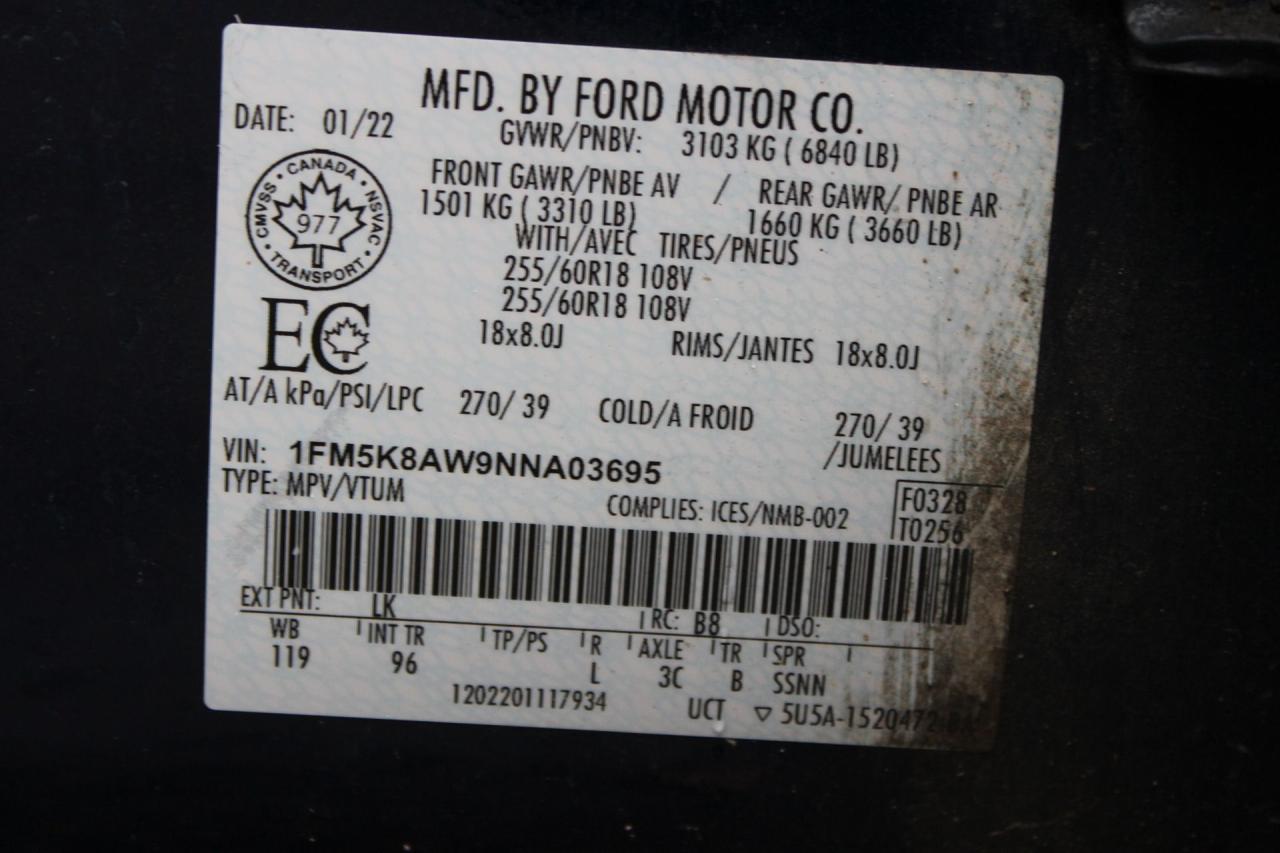 MFD. BY FORD MOTOR CO.
DATE: 01/22
GVWR/PNBV: 3103 KG ( 6840 LB)
FRONT GAWR/PNBE AV / REAR GAWR/ PNBE AR
1501 KG ( 3310 LB) 1660 KG ( 3660 LB)
WITH/AVEC TIRES/PNEUS
255/60R18 108V
255/60R18 108V
18x8.0J RIMS/JANTES 18x8.0J
CANADA
CMVSS NSVAC
977
TRANSPORT
EC
AT/A kPa/PSI/LPC 270/ 39 COLD/A FROID 270/ 39
/JUMELEES
VIN: 1FM5K8AW9NNA03695
TYPE: MPV/VTUM
COMPLIES: ICES/NMB-002
F0328
T0256
EXT PNT: LK RC: B8 DSO:
WB INT TR TP/PS R AXLE TR SPR
119 96 L 3C B SSNN
1202201117934 UCT ▽ 5U5A-1520472